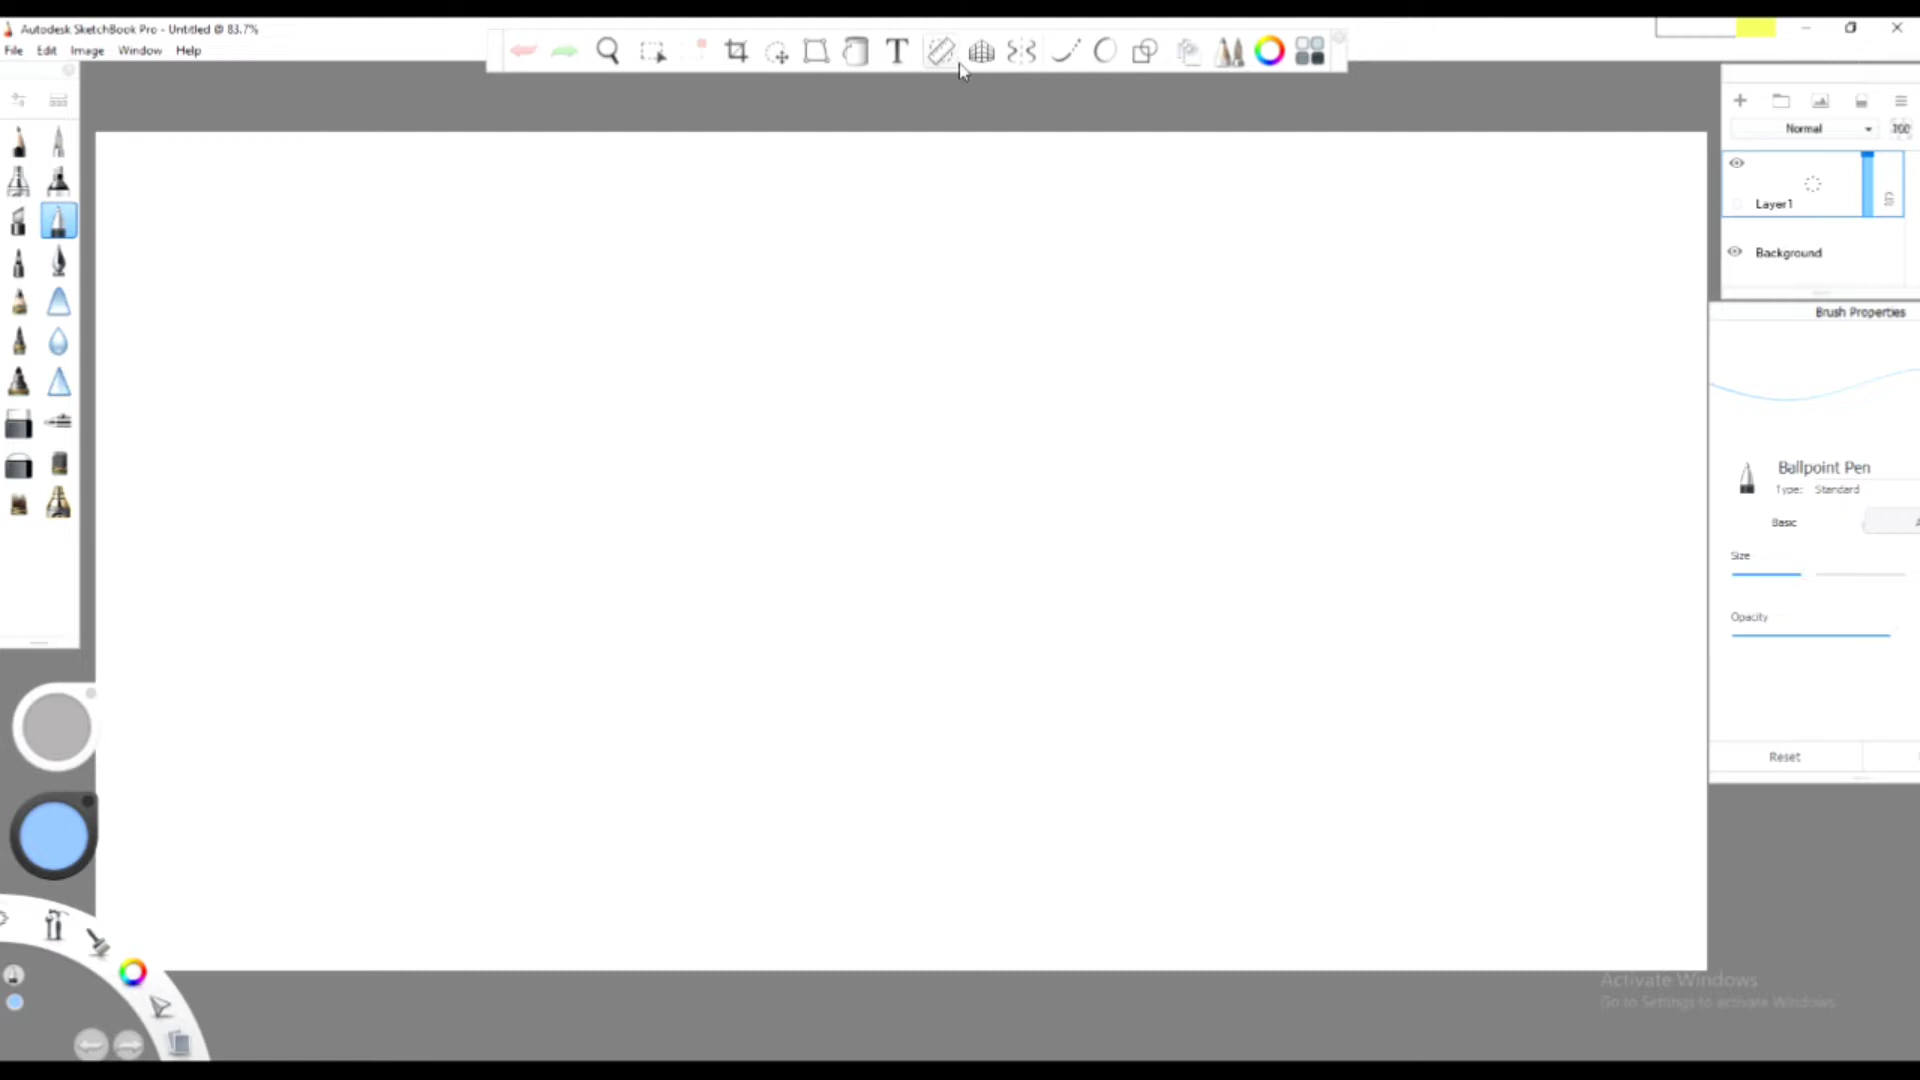 Autodesk SketchBook Pro - Untitled @ 83.7%
File Edit Image Window Help
T
Normal 100
Layer1
Background
Brush Properties
Ballpoint Pen
Type: Standard
Basic
Size
Opacity
Reset
Activate Windows
Go to Settings to activate Windows.